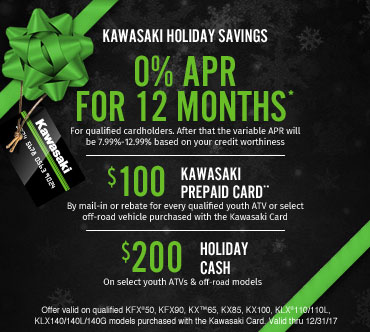 KAWASAKI HOLIDAY SAVINGS
0% APR
FOR 12 MONTHS*
For qualified cardholders. After that the variable APR will
be 7.99%-12.99% based on your credit worthiness
Kawasaki
5678 0553 9024
$100 KAWASAKI
PREPAID CARD**
By mail-in or rebate for every qualified youth ATV or select
off-road vehicle purchased with the Kawasaki Card
$200 HOLIDAY
CASH
On select youth ATVs & off-road models
Offer valid on qualified KFX®50, KFX90, KX™65, KX85, KX100, KLX®110/110L,
KLX140/140L/140G models purchased with the Kawasaki Card. Valid thru 12/31/17